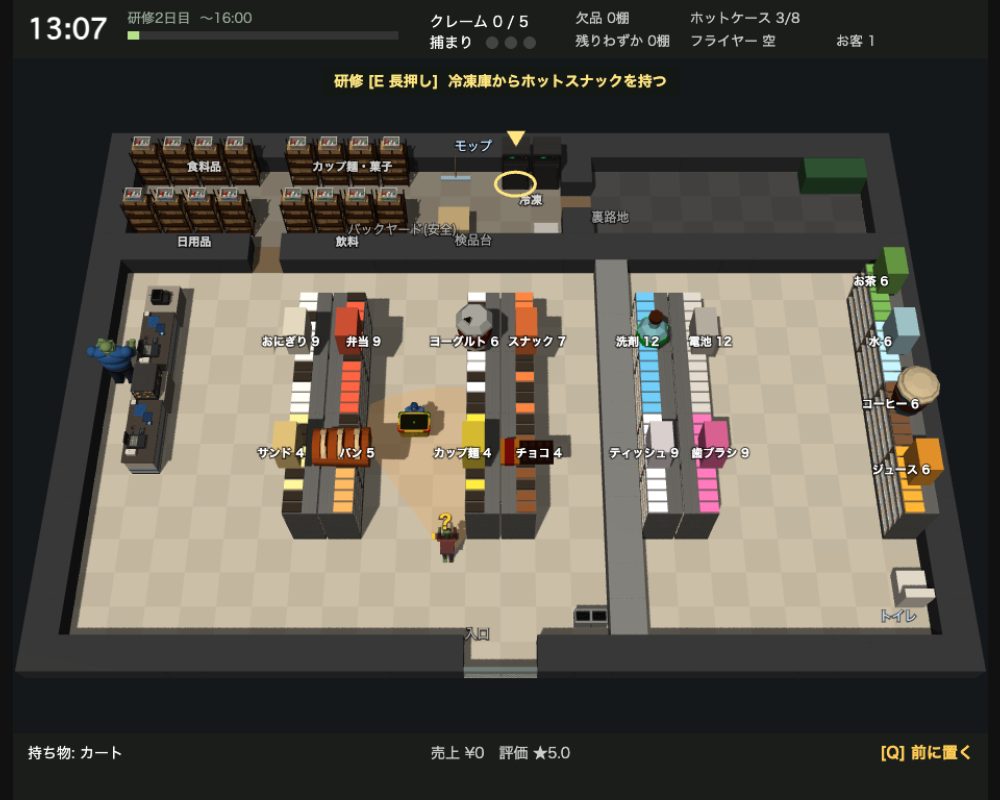 13:07
研修2日目 ～16:00
クレーム 0 / 5
捕まり
欠品 0棚
残りわずか 0棚
ホットケース 3/8
フライヤー 空
お客 1
研修 [E 長押し] 冷凍庫からホットスナックを持つ
モップ
食料品
カップ麺・菓子
冷凍
裏路地
バックヤード(安全)
検品台
日用品
飲料
お茶 6
おにぎり 9
弁当 9
ヨーグルト 6
スナック 7
洗剤 12
電池 12
水 6
コーヒー 6
サンド 4
パン 5
カップ麺 4
チョコ 4
ティッシュ 9
歯ブラシ 9
ジュース 6
?
トイレ
入口
持ち物: カート
売上 ¥0 評価 ★5.0
[Q] 前に置く